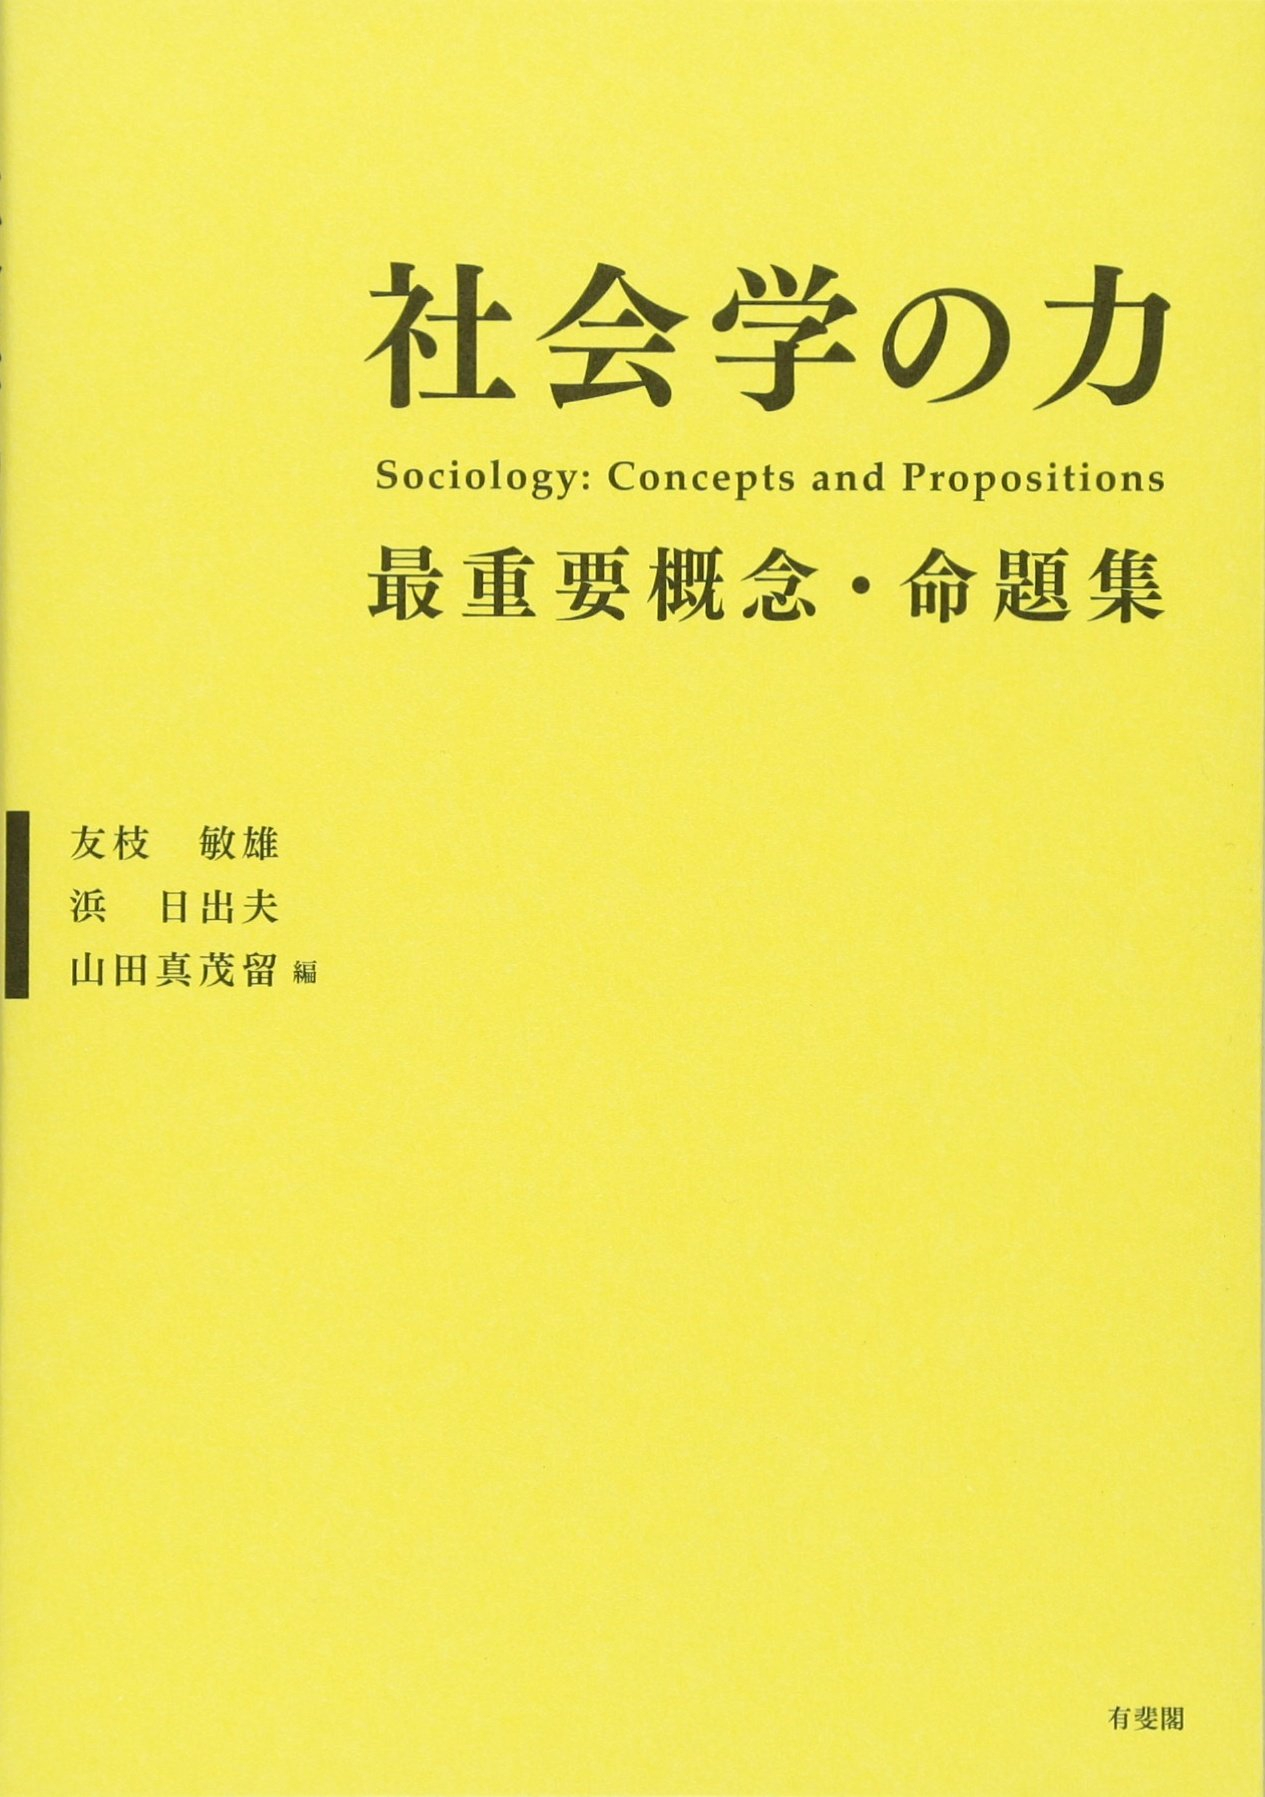 社会学の力
Sociology: Concepts and Propositions
最重要概念・命題集
友枝 敏雄
浜 日出夫
山田真茂留 編
有斐閣